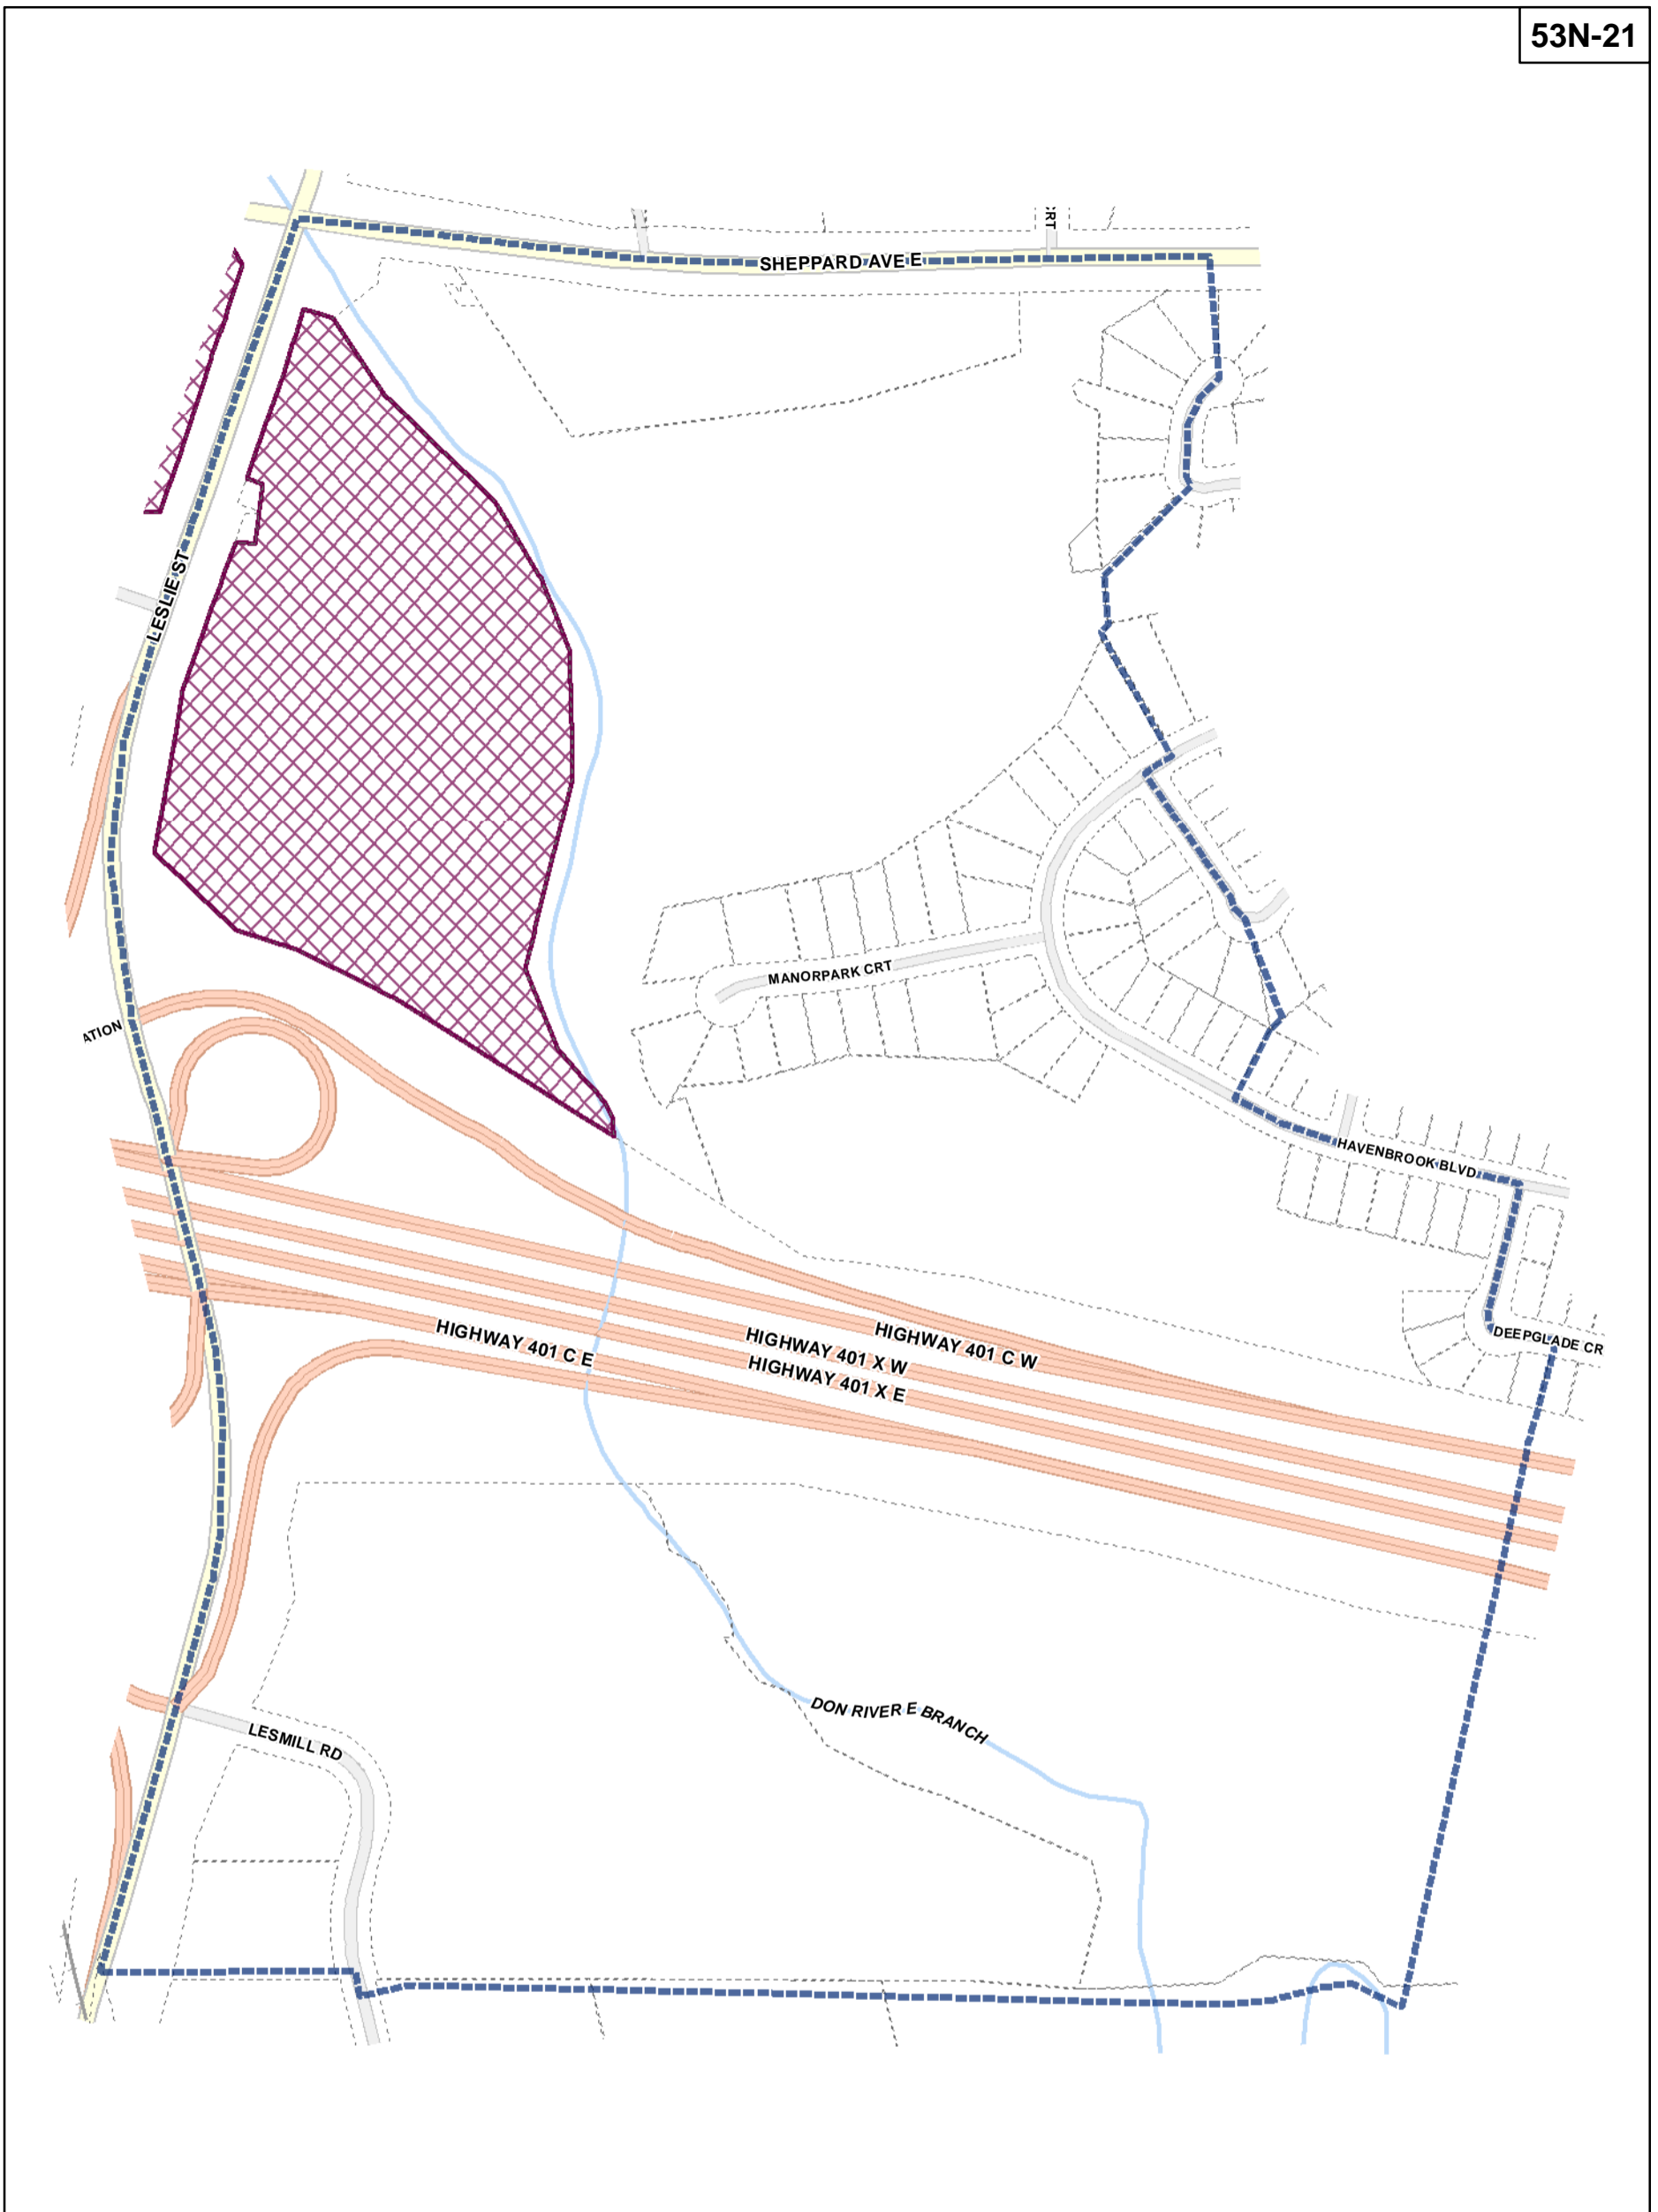 53N-21
SHEPPARD AVE E
LESLIE ST
MANORPARK CRT
ATION
HAVENBROOK BLVD
DEEPGLADE CR
HIGHWAY 401 C W
HIGHWAY 401 X W
HIGHWAY 401 C E
HIGHWAY 401 X E
DON RIVER E BRANCH
LESMILL RD